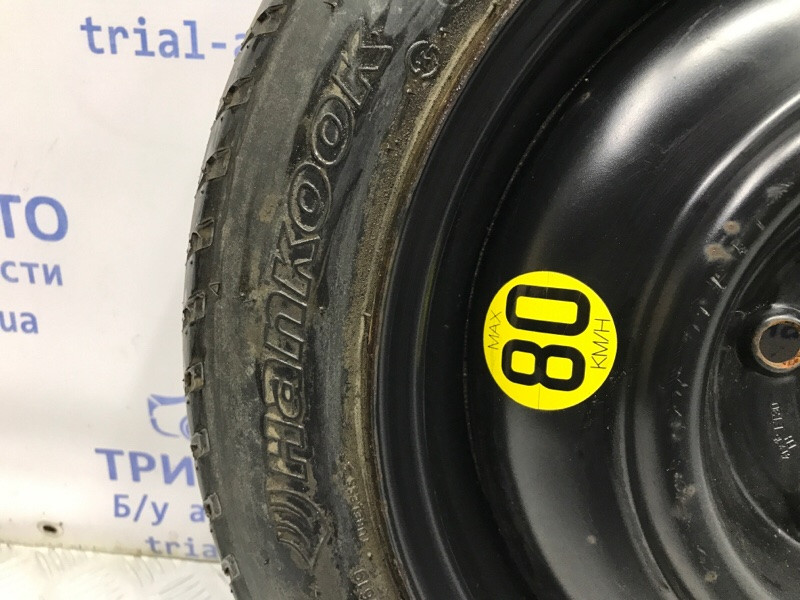 trial-a
ТО
сти
ua
ТРИ
Б/у а
trial-
Hankook
MAX
80
KM/H